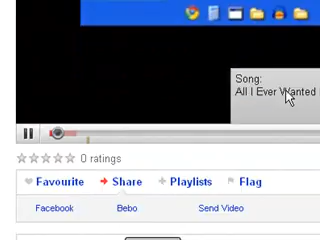 Song:
All I Ever Wanted
0 ratings
Favourite Share Playlists Flag
Facebook Bebo Send Video